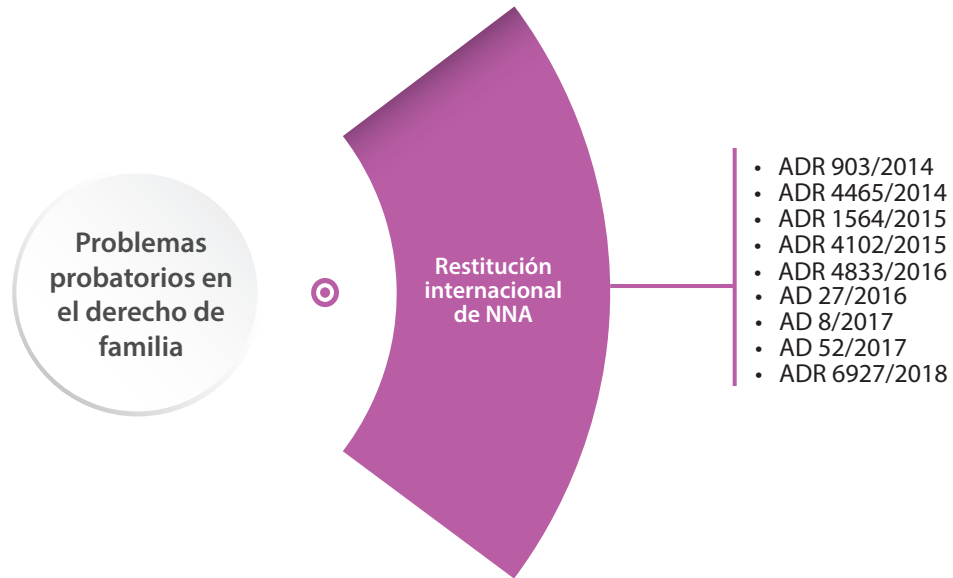 Problemas
probatorios en
el derecho de
familia
Restitución
internacional
de NNA
• ADR 903/2014
• ADR 4465/2014
• ADR 1564/2015
• ADR 4102/2015
• ADR 4833/2016
• AD 27/2016
• AD 8/2017
• AD 52/2017
• ADR 6927/2018